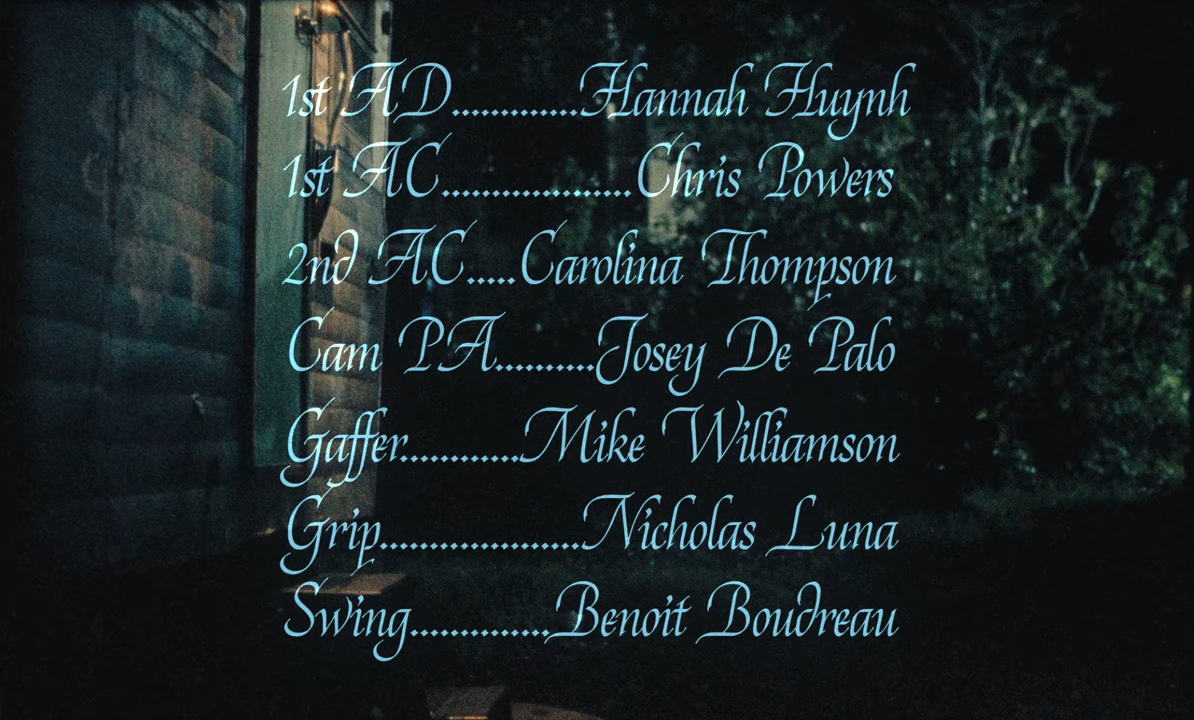 1st AD.............Hannah Huynh
1st AC...................Chris Powers
2nd AC.....Carolina Thompson
Cam PA..........Josey De Palo
Gaffer............Mike Williamson
Grip....................Nicholas Luna
Swing..............Benoit Boudreau